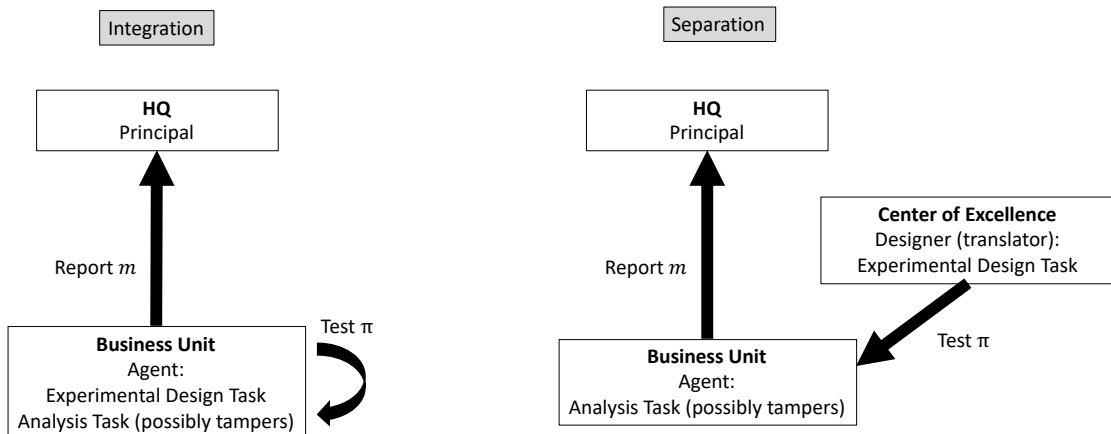 Integration
HQ
Principal
Report m
Test π
Business Unit
Agent:
Experimental Design Task
Analysis Task (possibly tampers)
Separation
HQ
Principal
Center of Excellence
Designer (translator):
Experimental Design Task
Report m
Test π
Business Unit
Agent:
Analysis Task (possibly tampers)